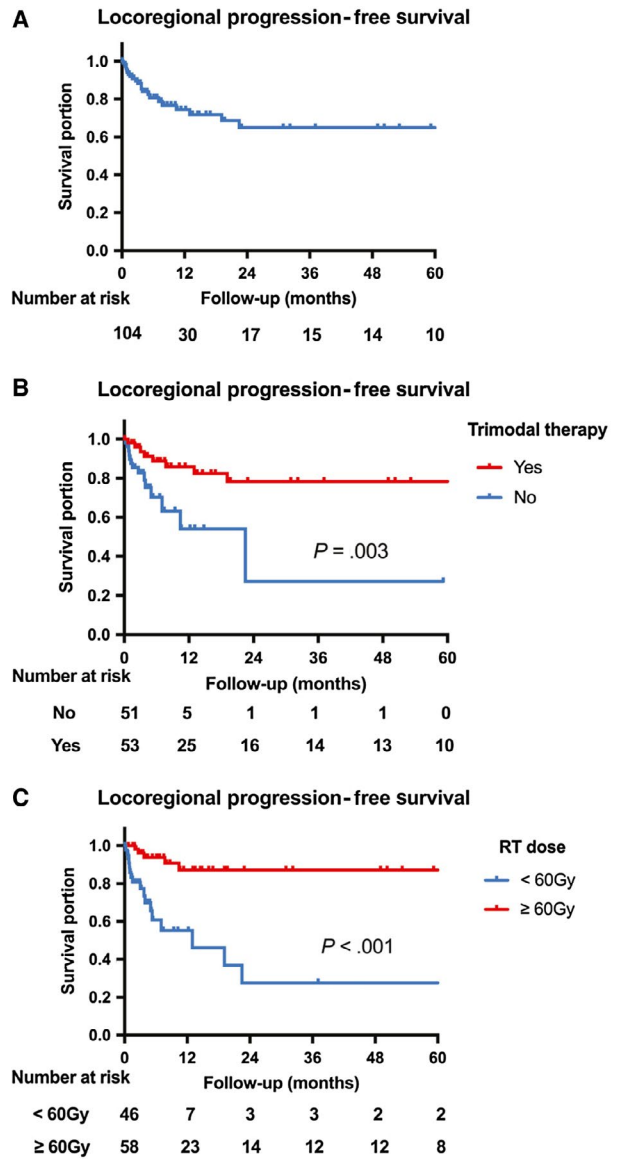 A
Locoregional progression-free survival
Survival portion
1.0
0.8
0.6
0.4
0.2
0.0
0 12 24 36 48 60
Number at risk Follow-up (months)
104 30 17 15 14 10
B
Locoregional progression-free survival
Trimodal therapy
Yes
No
Survival portion
1.0
0.8
0.6
0.4
0.2
0.0
P = .003
0 12 24 36 48 60
Number at risk Follow-up (months)
No 51 5 1 1 1 0
Yes 53 25 16 14 13 10
C
Locoregional progression-free survival
RT dose
< 60Gy
≥ 60Gy
Survival portion
1.0
0.8
0.6
0.4
0.2
0.0
P < .001
0 12 24 36 48 60
Number at risk Follow-up (months)
< 60Gy 46 7 3 3 2 2
≥ 60Gy 58 23 14 12 12 8